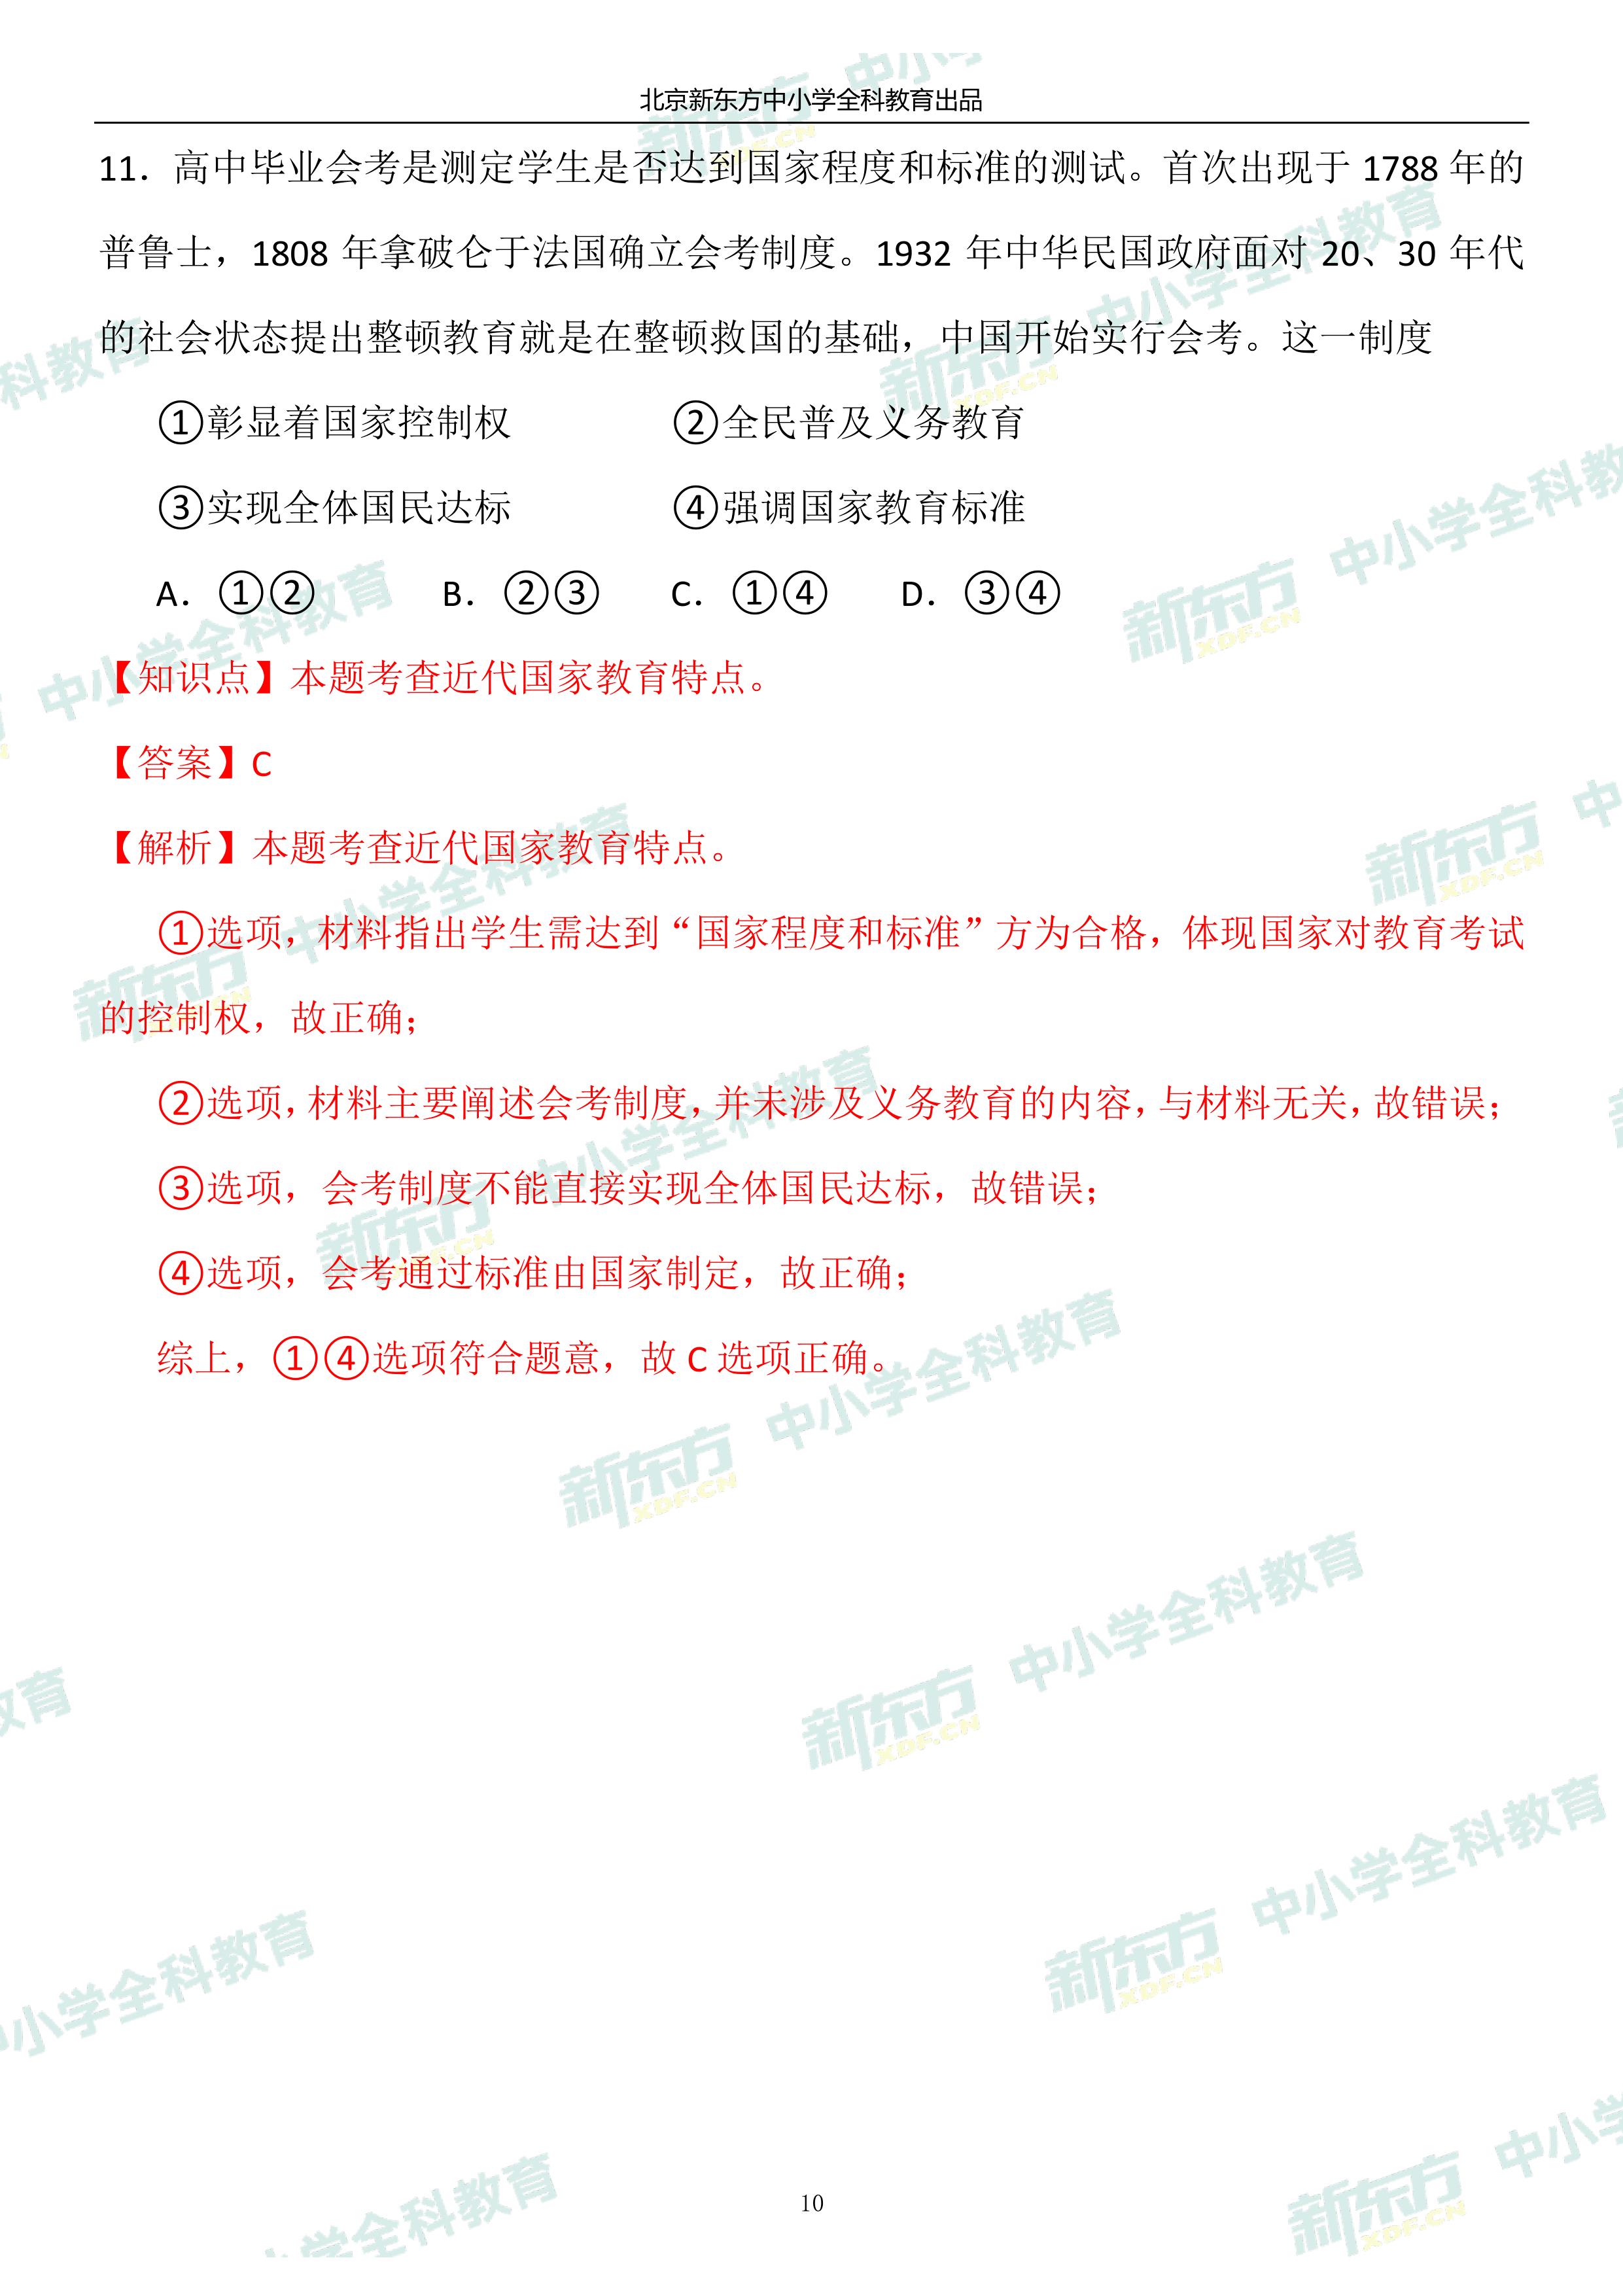 北京新东方中小学全科教育出品
11. 高中毕业会考是测定学生是否达到国家程度和标准的测试。首次出现于 1788 年的
普鲁士，1808 年拿破仑于法国确立会考制度。1932 年中华民国政府面对 20、30 年代
的社会状态提出整顿教育就是在整顿救国的基础，中国开始实行会考。这一制度
①彰显着国家控制权 ②全民普及义务教育
③实现全体国民达标 ④强调国家教育标准
A. ①② B. ②③ C. ①④ D. ③④
【知识点】本题考查近代国家教育特点。
【答案】C
【解析】本题考查近代国家教育特点。
①选项，材料指出学生需达到“国家程度和标准”方为合格，体现国家对教育考试
的控制权，故正确；
②选项，材料主要阐述会考制度，并未涉及义务教育的内容，与材料无关，故错误；
③选项，会考制度不能直接实现全体国民达标，故错误；
④选项，会考通过标准由国家制定，故正确；
综上，①④选项符合题意，故 C 选项正确。
10
新东方 XDF.CN 中小学全科教育